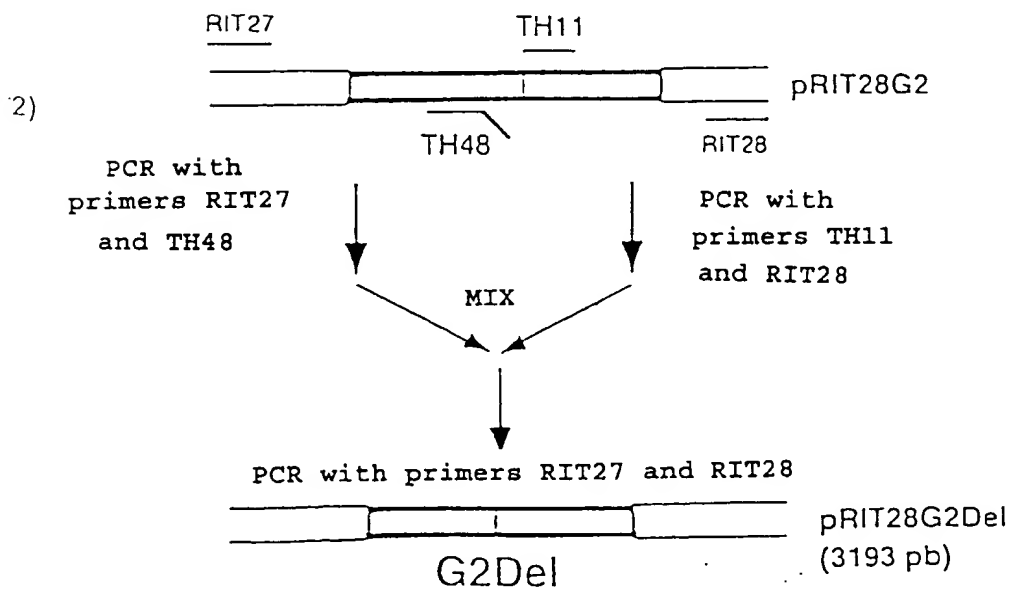 RIT27
TH11
pRIT28G2
2)
TH48
RIT28
PCR with
primers RIT27
and TH48
PCR with
primers TH11
and RIT28
MIX
PCR with primers RIT27 and RIT28
pRIT28G2Del
(3193 pb)
G2Del